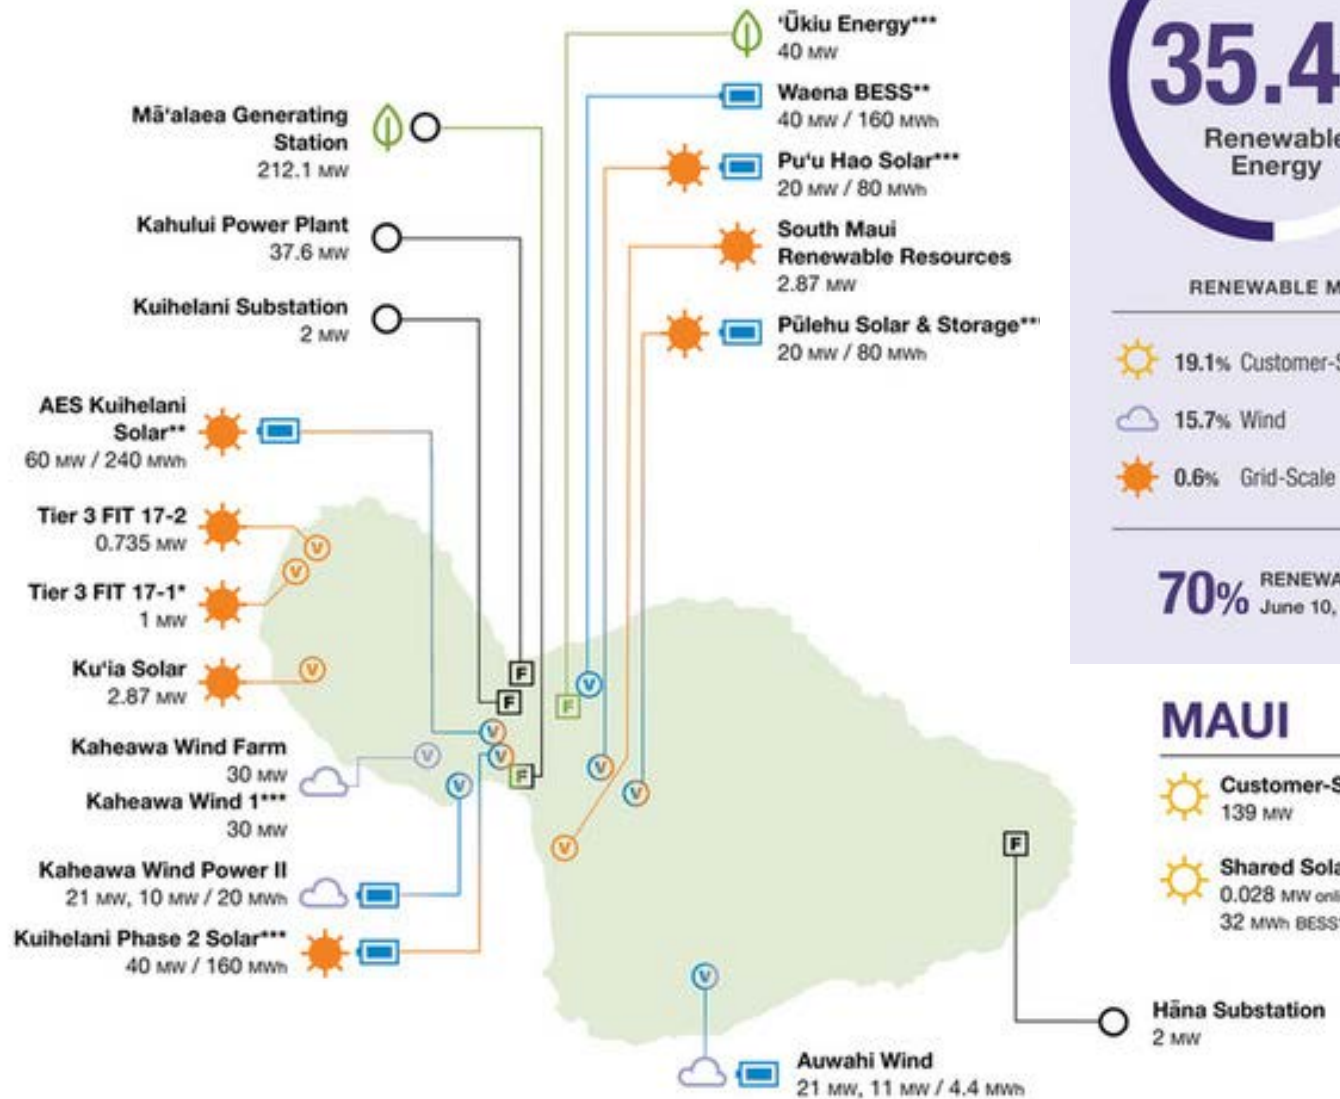 ‘Ūkiu Energy***
40 MW
Waena BESS**
40 MW / 160 MWh
Pu‘u Hao Solar***
20 MW / 80 MWh
South Maui
Renewable Resources
2.87 MW
Pūlehu Solar & Storage**
20 MW / 80 MWh
Mā‘alaea Generating
Station
212.1 MW
Kahului Power Plant
37.6 MW
Kuihelani Substation
2 MW
AES Kuihelani
Solar**
60 MW / 240 MWh
Tier 3 FIT 17-2
0.735 MW
Tier 3 FIT 17-1*
1 MW
Ku‘ia Solar
2.87 MW
Kaheawa Wind Farm
30 MW
Kaheawa Wind 1***
30 MW
Kaheawa Wind Power II
21 MW, 10 MW / 20 MWh
Kuihelani Phase 2 Solar***
40 MW / 160 MWh
V
V
V
V
V
V
V
V
V
V
V
V
F
F
F
F
F
Auwahi Wind
21 MW, 11 MW / 4.4 MWh
Hāna Substation
2 MW
35.4
Renewable
Energy
RENEWABLE M
19.1% Customer-S
15.7% Wind
0.6% Grid-Scale
70% RENEWA
June 10,
MAUI
Customer-S
139 MW
Shared Sola
0.028 MW onli
32 MWh BESS